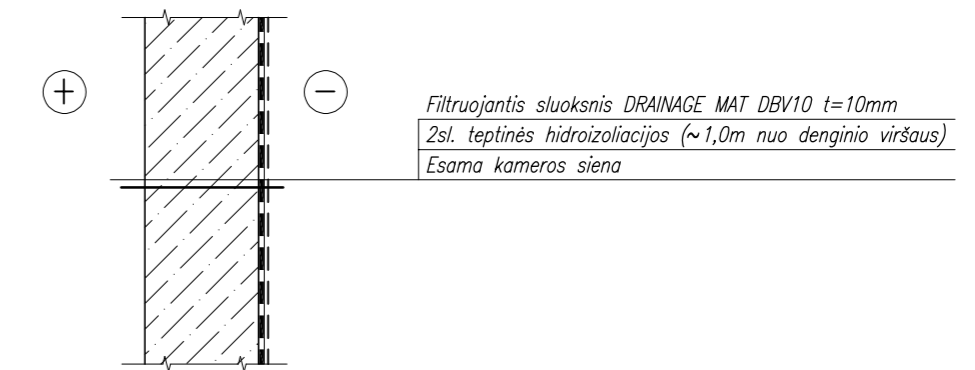 +
−
Filtruojantis sluoksnis DRAINAGE MAT DBV10 t=10mm
2sl. teptinės hidroizoliacijos (~1,0m nuo denginio viršaus)
Esama kameros siena